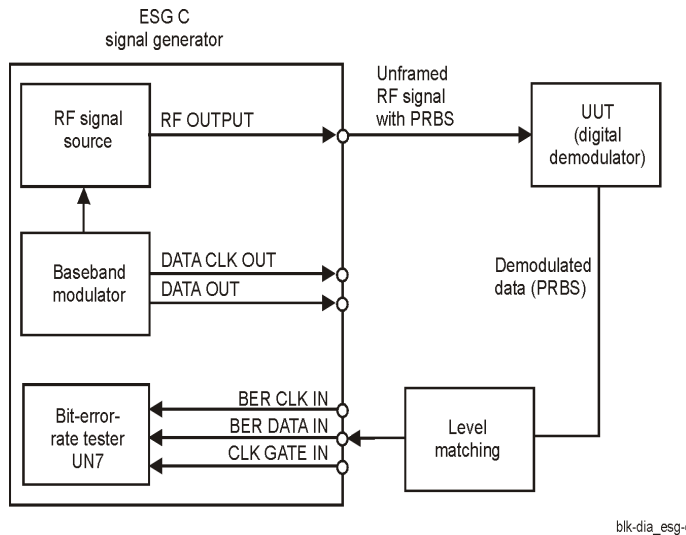 ESG C
signal generator
RF signal
source
RF OUTPUT
Unframed
RF signal
with PRBS
UUT
(digital
demodulator)
Baseband
modulator
DATA CLK OUT
DATA OUT
Demodulated
data (PRBS)
Bit-error-
rate tester
UN7
BER CLK IN
BER DATA IN
CLK GATE IN
Level
matching